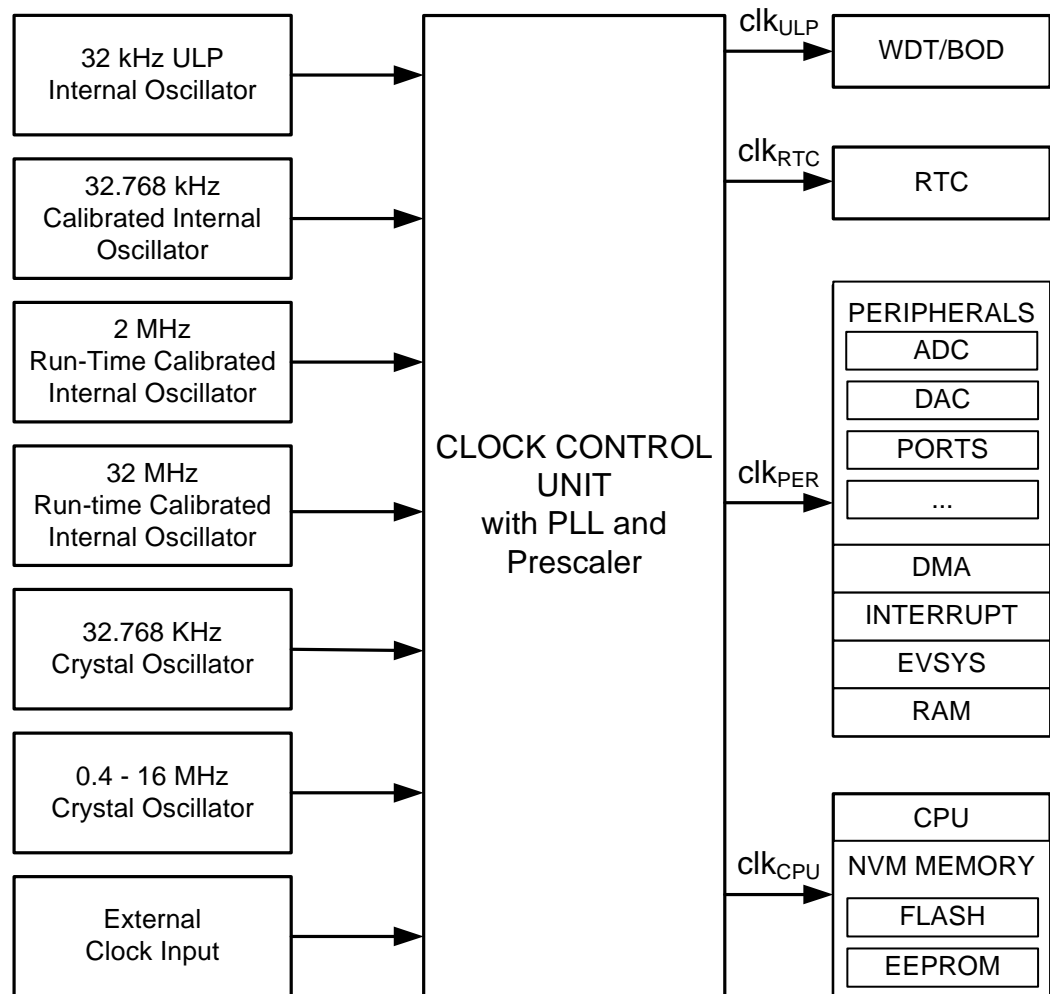 32 kHz ULP
Internal Oscillator
32.768 kHz
Calibrated Internal
Oscillator
2 MHz
Run-Time Calibrated
Internal Oscillator
32 MHz
Run-time Calibrated
Internal Oscillator
32.768 KHz
Crystal Oscillator
0.4 - 16 MHz
Crystal Oscillator
External
Clock Input
CLOCK CONTROL
UNIT
with PLL and
Prescaler
clkULP
WDT/BOD
clkRTC
RTC
clkPER
PERIPHERALS
ADC
DAC
PORTS
...
DMA
INTERRUPT
EVSYS
RAM
clkCPU
CPU
NVM MEMORY
FLASH
EEPROM